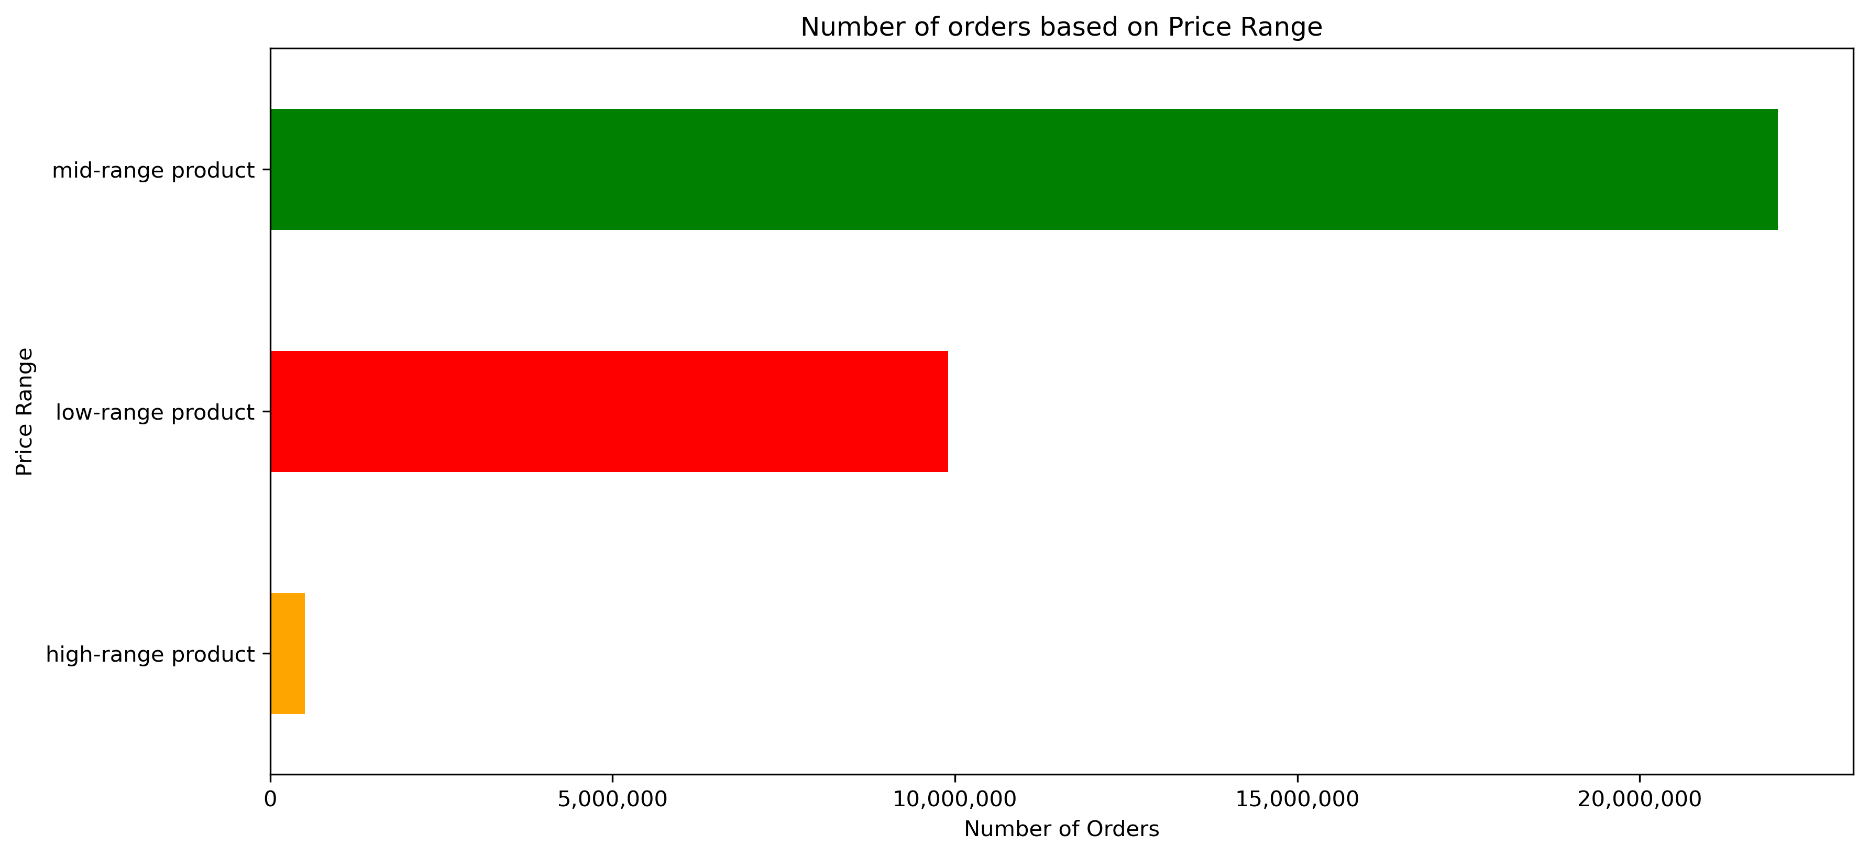 Number of orders based on Price Range
mid-range product
low-range product
high-range product
Price Range
0 5,000,000 10,000,000 15,000,000 20,000,000
Number of Orders